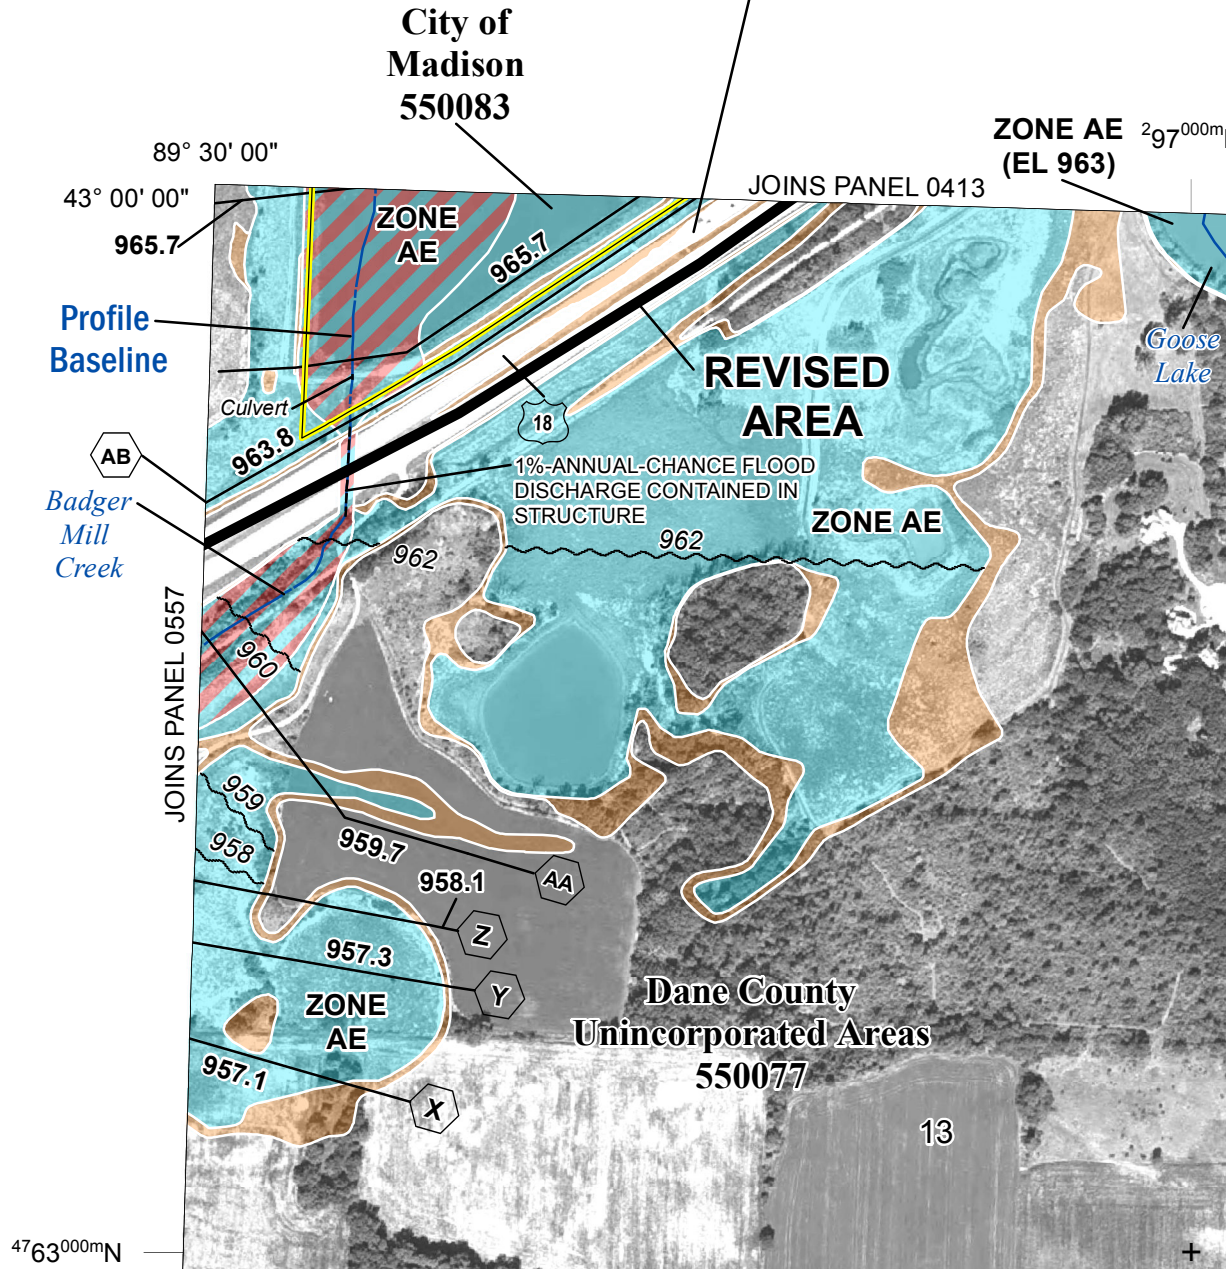 City of
Madison
550083
ZONE AE
(EL 963)
297000m
89° 30' 00"
43° 00' 00"
JOINS PANEL 0413
965.7
ZONE
AE
965.7
Profile
Baseline
Goose
Lake
REVISED
AREA
Culvert
18
963.8
AB
1%-ANNUAL-CHANCE FLOOD
DISCHARGE CONTAINED IN
STRUCTURE
Badger
Mill
Creek
ZONE AE
962
962
JOINS PANEL 0557
960
959
958
959.7
958.1
AA
Z
957.3
Y
ZONE
AE
Dane County
Unincorporated Areas
550077
957.1
X
13
4763000mN